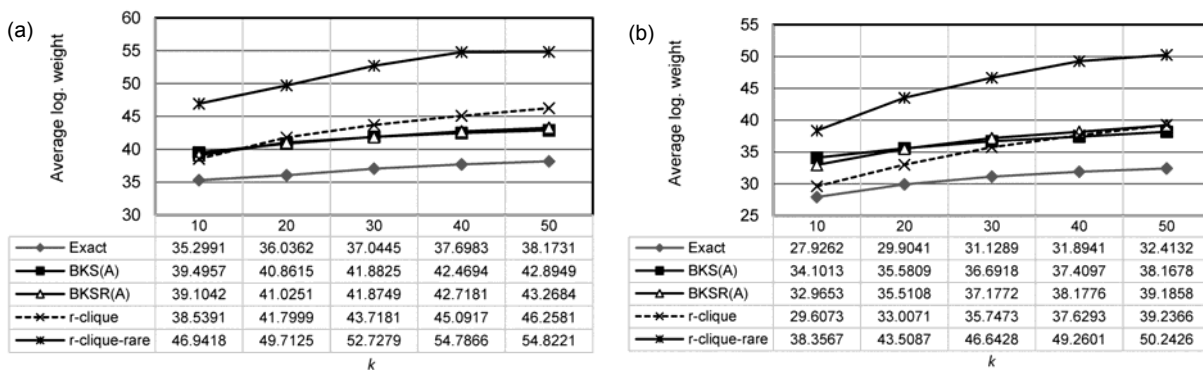 (a)
Average log. weight
60
55
50
45
40
35
30
10 20 30 40 50
Exact 35.2991 36.0362 37.0445 37.6983 38.1731
BKS(A) 39.4957 40.8615 41.8825 42.4694 42.8949
BKSR(A) 39.1042 41.0251 41.8749 42.7181 43.2684
r-clique 38.5391 41.7999 43.7181 45.0917 46.2581
r-clique-rare 46.9418 49.7125 52.7279 54.7866 54.8221
k
(b)
Average log. weight
55
50
45
40
35
30
25
10 20 30 40 50
Exact 27.9262 29.9041 31.1289 31.8941 32.4132
BKS(A) 34.1013 35.5809 36.6918 37.4097 38.1678
BKSR(A) 32.9653 35.5108 37.1772 38.1776 39.1858
r-clique 29.6073 33.0071 35.7473 37.6293 39.2366
r-clique-rare 38.3567 43.5087 46.6428 49.2601 50.2426
k